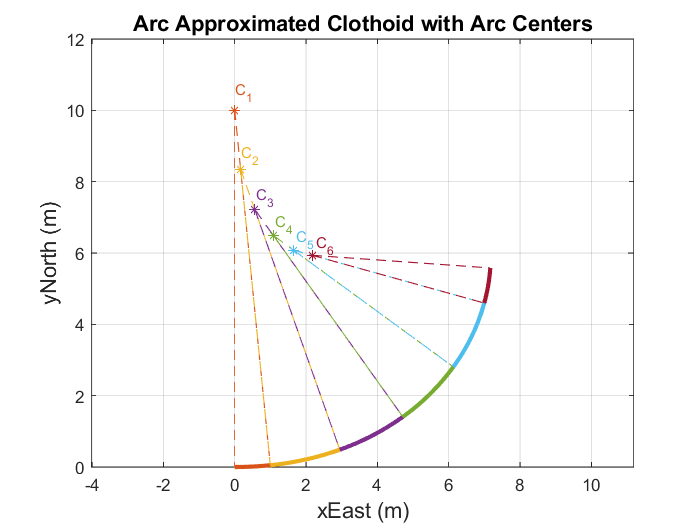 Arc Approximated Clothoid with Arc Centers
12
10
8
6
4
2
0
yNorth (m)
C1
C2
C3
C4
C5
C6
-4 -2 0 2 4 6 8 10
xEast (m)